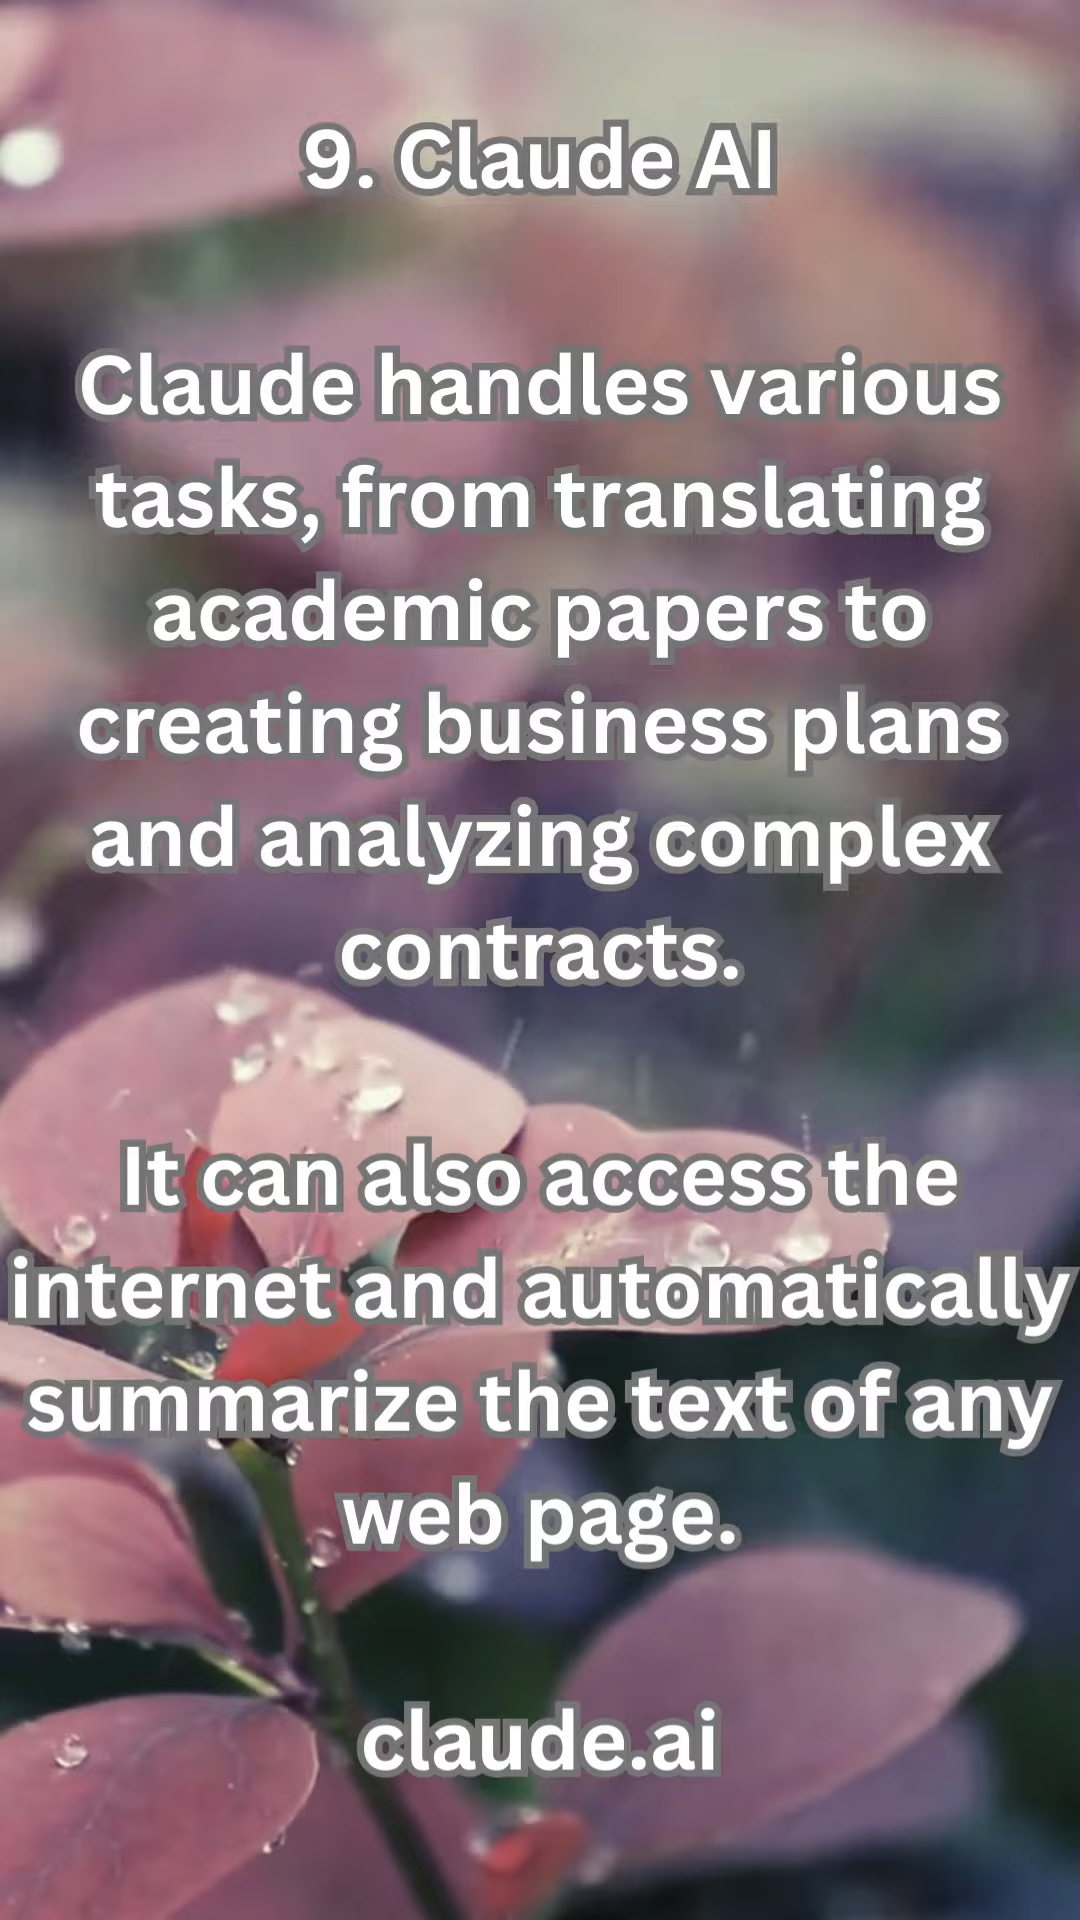 9. Claude AI
Claude handles various
tasks, from translating
academic papers to
creating business plans
and analyzing complex
contracts.
It can also access the
internet and automatically
summarize the text of any
web page.
claude.ai